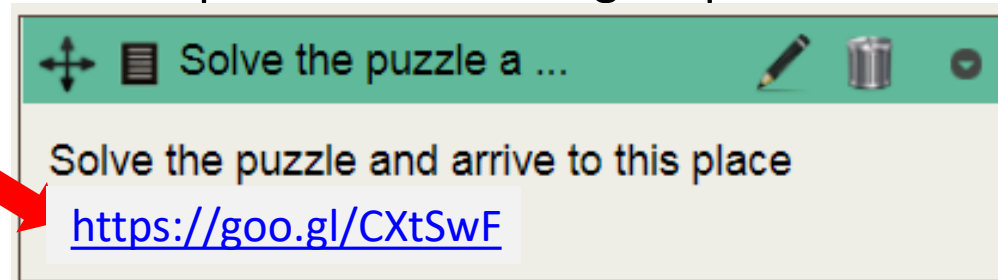 Solve the puzzle a ...
Solve the puzzle and arrive to this place
https://goo.gl/CXtSwF